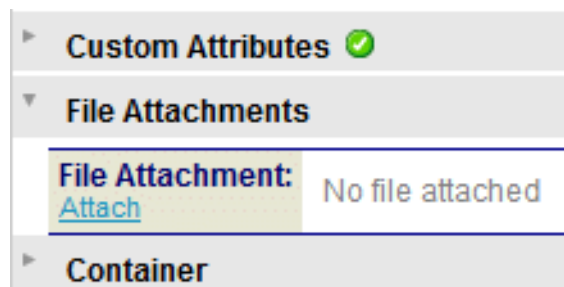 Custom Attributes
File Attachments
File Attachment: No file attached
Attach
Container